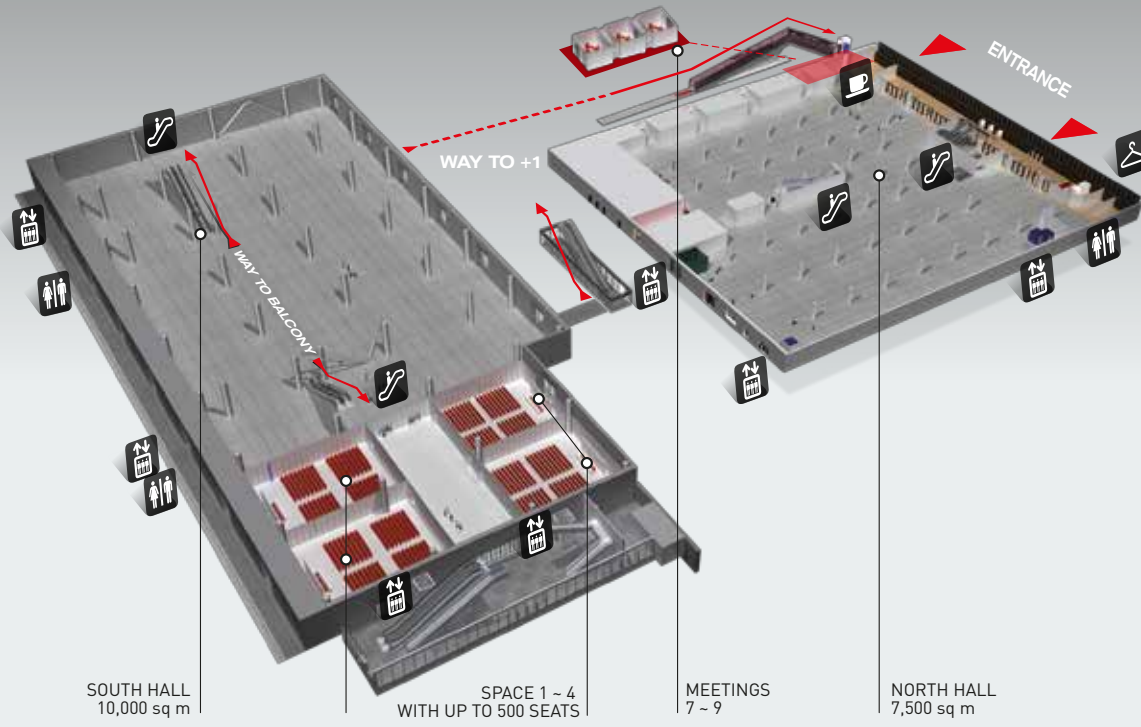 ENTRANCE
WAY TO +1
WAY TO BALCONY
SOUTH HALL
10,000 sq m
SPACE 1 ~ 4
WITH UP TO 500 SEATS
MEETINGS
7 ~ 9
NORTH HALL
7,500 sq m